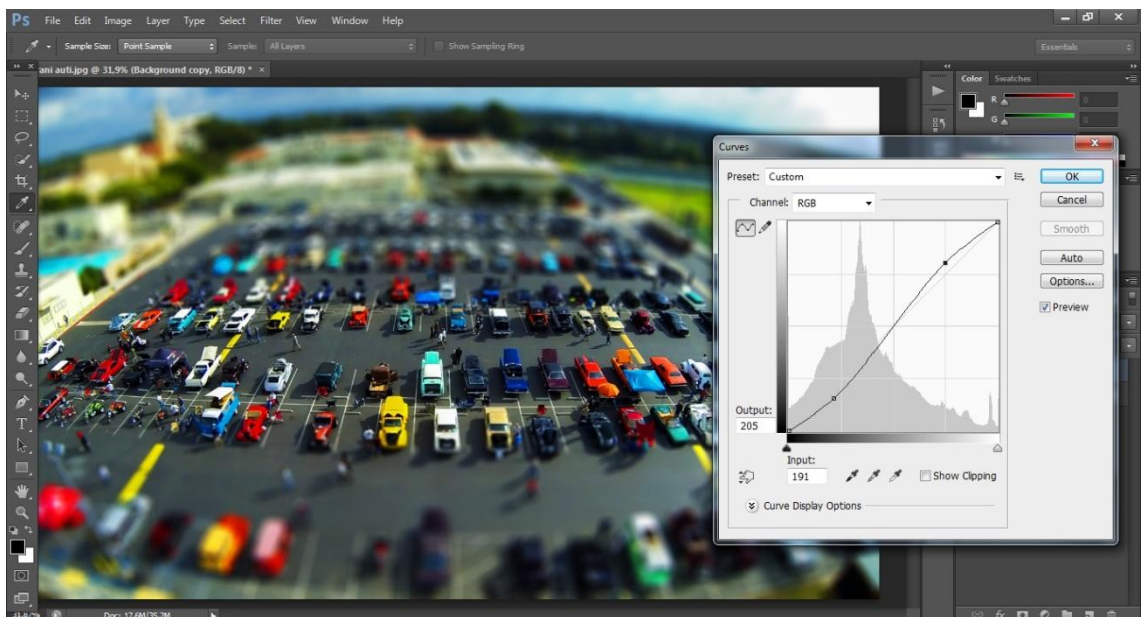 Ps File Edit Image Layer Type Select Filter View Window Help
Sample Size: Point Sample Sample: All Layers Show Sampling Ring Essentials
ani auti.jpg @ 31,9% (Background copy, RGB/8) * ×
Color Swatches
R 0
G 0
Curves
Preset: Custom
OK
Channel: RGB
Cancel
Smooth
Auto
Options...
Preview
Output:
205
Input:
191
Show Clipping
Curve Display Options
Doc: 17,6M/35,2M